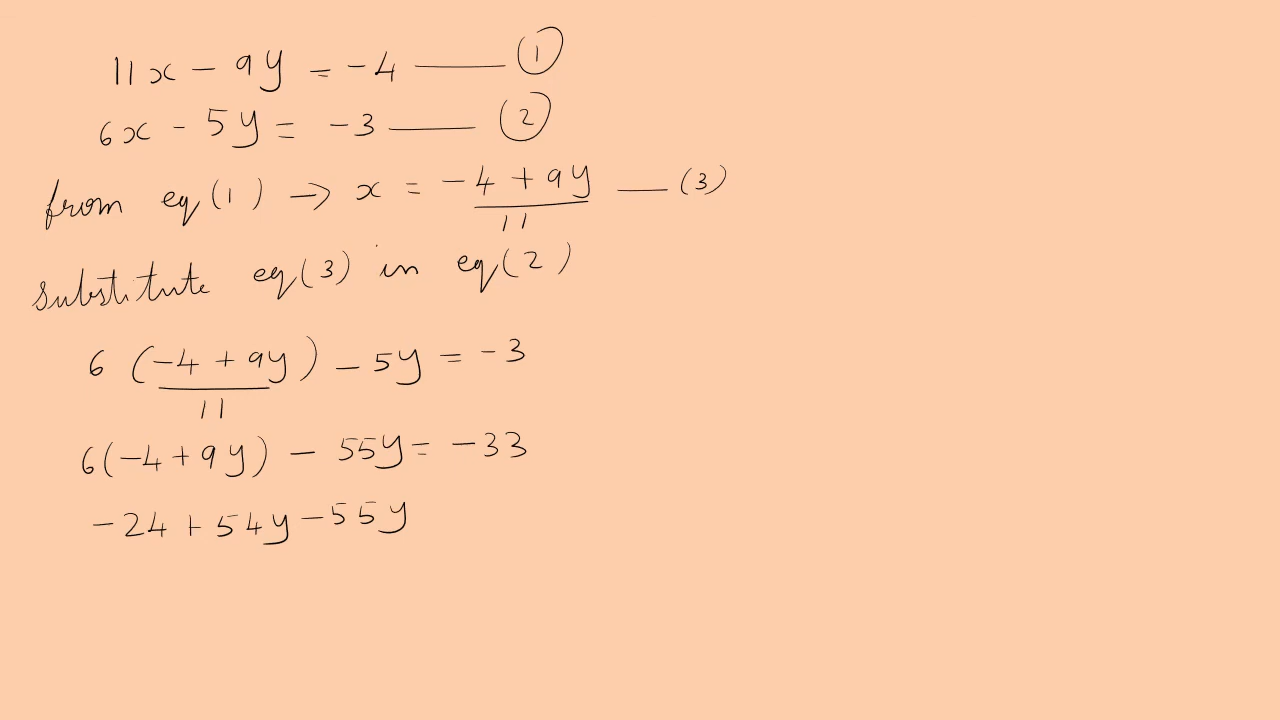 11x - 9y = -4 —— ①
6x - 5y = -3 —— ②
from eq(1) → x = (-4 + 9y)/11 — (3)
substitute eq(3) in eq(2)
6 (-4 + 9y)/11 - 5y = -3
6(-4 + 9y) - 55y = -33
-24 + 54y - 55y